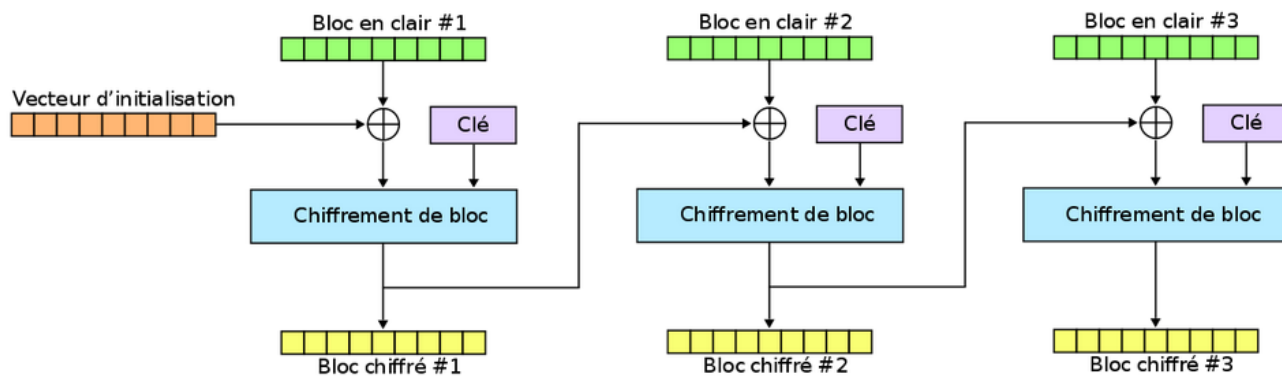 Bloc en clair #1
Bloc en clair #2
Bloc en clair #3
Vecteur d'initialisation
Clé
Clé
Clé
Chiffrement de bloc
Chiffrement de bloc
Chiffrement de bloc
Bloc chiffré #1
Bloc chiffré #2
Bloc chiffré #3